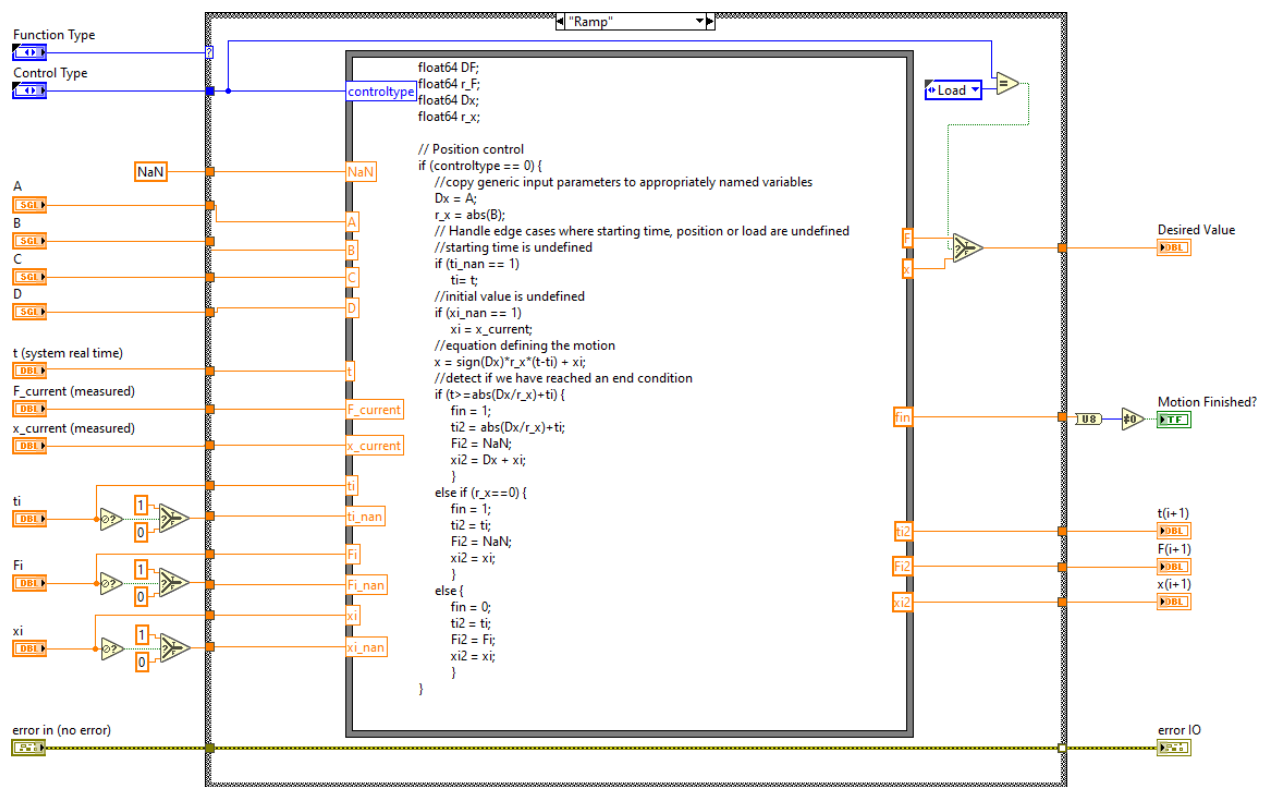 "Ramp"
Function Type
?
Control Type
controltype
Load
=
NaN
NaN
A
SGL
A
B
SGL
B
C
SGL
C
D
SGL
D
t (system real time)
DBL
t
F_current (measured)
DBL
F_current
x_current (measured)
DBL
x_current
ti
DBL
?
1
0
?
T
F
ti
ti_nan
Fi
DBL
?
1
0
?
T
F
Fi
Fi_nan
xi
DBL
?
1
0
?
T
F
xi
xi_nan
error in (no error)
float64 DF;
float64 r_F;
float64 Dx;
float64 r_x;
// Position control
if (controltype == 0) {
//copy generic input parameters to appropriately named variables
Dx = A;
r_x = abs(B);
// Handle edge cases where starting time, position or load are undefined
//starting time is undefined
if (ti_nan == 1)
ti= t;
//initial value is undefined
if (xi_nan == 1)
xi = x_current;
//equation defining the motion
x = sign(Dx)*r_x*(t-ti) + xi;
//detect if we have reached an end condition
if (t>=abs(Dx/r_x)+ti) {
fin = 1;
ti2 = abs(Dx/r_x)+ti;
Fi2 = NaN;
xi2 = Dx + xi;
}
else if (r_x==0) {
fin = 1;
ti2 = ti;
Fi2 = NaN;
xi2 = xi;
}
else {
fin = 0;
ti2 = ti;
Fi2 = Fi;
xi2 = xi;
}
}
F
x
?
T
F
Desired Value
DBL
fin
U8
≠0
Motion Finished?
TF
ti2
t(i+1)
DBL
Fi2
F(i+1)
DBL
xi2
x(i+1)
DBL
error IO